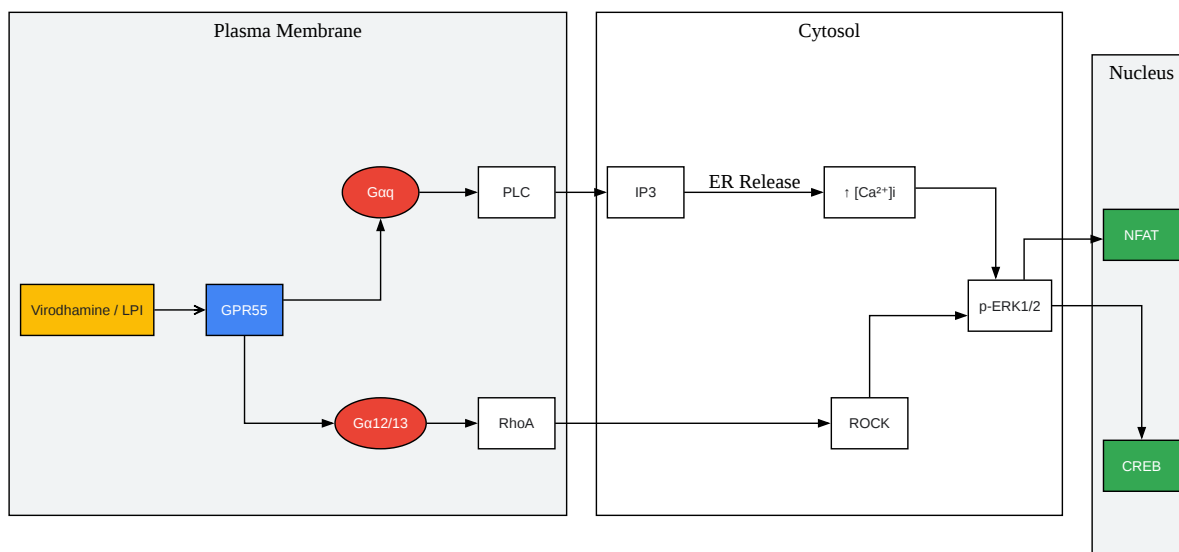 Plasma Membrane
Cytosol
Nucleus
Gαq
PLC
IP3
ER Release
↑ [Ca²⁺]i
NFAT
Virodhamine / LPI
GPR55
p-ERK1/2
Gα12/13
RhoA
ROCK
CREB